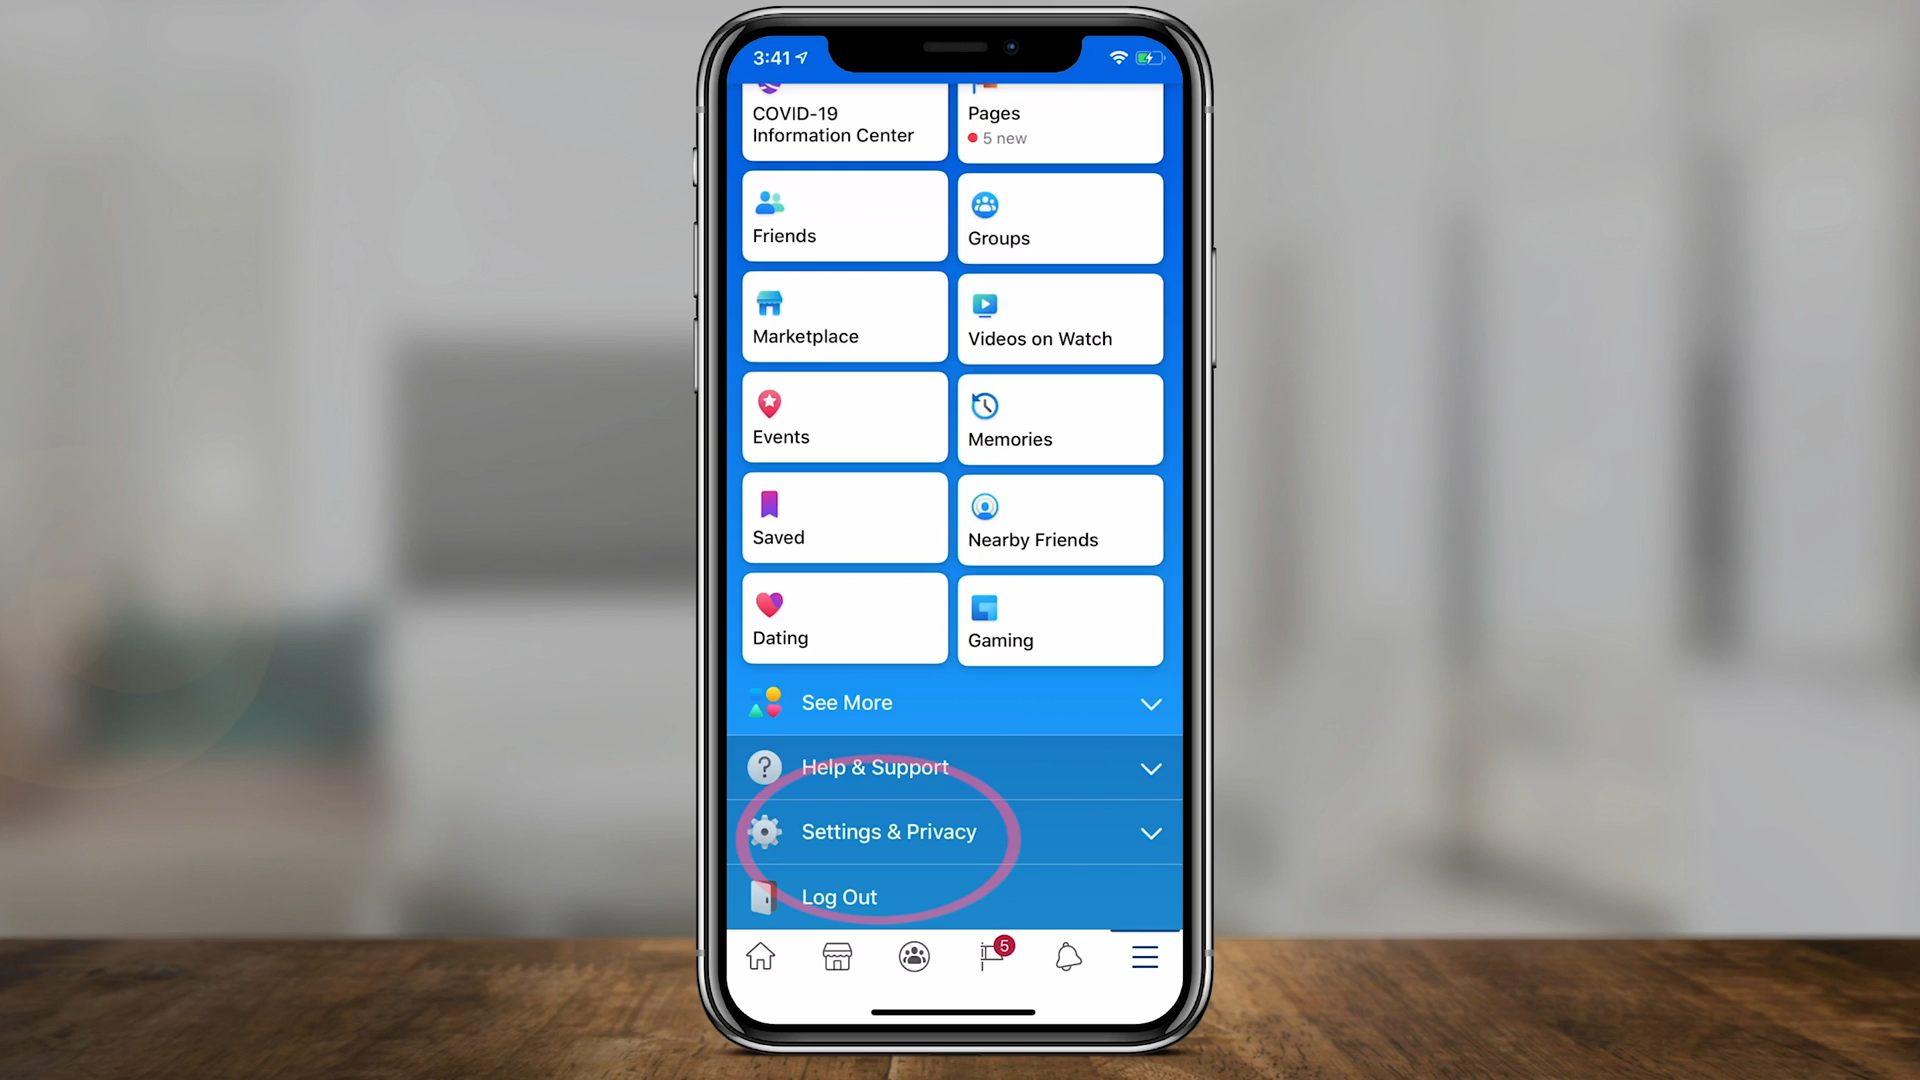 3:41
COVID-19
Information Center
Pages
5 new
Friends
Groups
Marketplace
Videos on Watch
Events
Memories
Saved
Nearby Friends
Dating
Gaming
See More
?
Help & Support
Settings & Privacy
Log Out
5